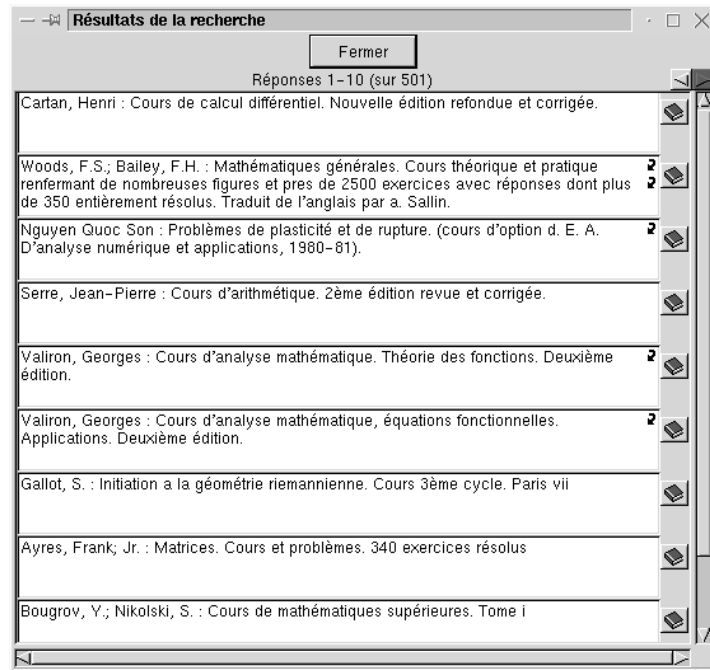 Résultats de la recherche
Fermer
Réponses 1-10 (sur 501)
Cartan, Henri : Cours de calcul différentiel. Nouvelle édition refondue et corrigée.
Woods, F.S.; Bailey, F.H. : Mathématiques générales. Cours théorique et pratique
renfermant de nombreuses figures et pres de 2500 exercices avec réponses dont plus
de 350 entièrement résolus. Traduit de l'anglais par a. Sallin.
Nguyen Quoc Son : Problèmes de plasticité et de rupture. (cours d'option d. E. A.
D'analyse numérique et applications, 1980-81).
Serre, Jean-Pierre : Cours d'arithmétique. 2ème édition revue et corrigée.
Valiron, Georges : Cours d'analyse mathématique. Théorie des fonctions. Deuxième
édition.
Valiron, Georges : Cours d'analyse mathématique, équations fonctionnelles.
Applications. Deuxième édition.
Gallot, S. : Initiation a la géométrie riemannienne. Cours 3ème cycle. Paris vii
Ayres, Frank; Jr. : Matrices. Cours et problèmes. 340 exercices résolus
Bougrov, Y.; Nikolski, S. : Cours de mathématiques supérieures. Tome i